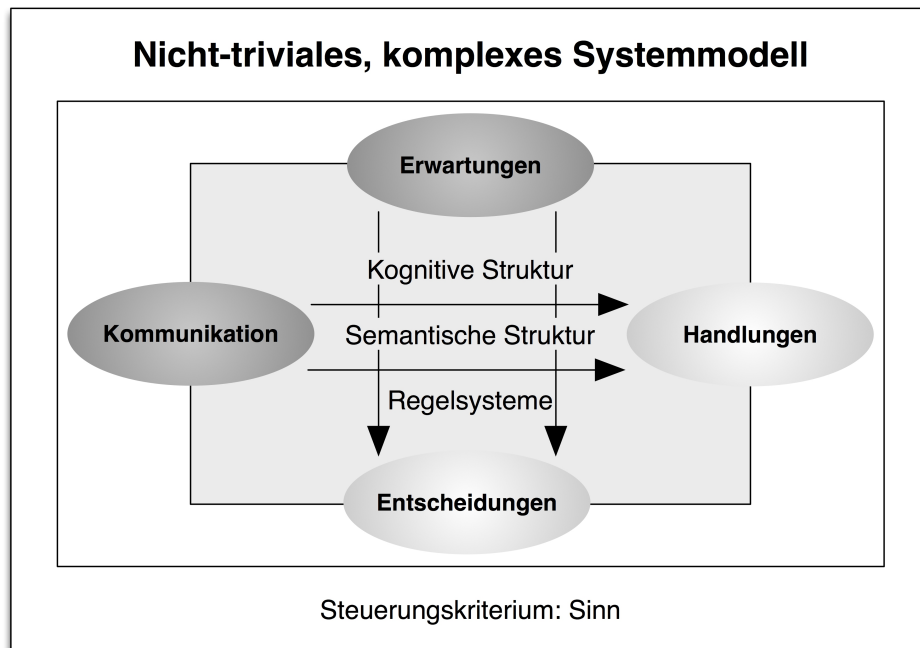 Nicht-triviales, komplexes Systemmodell
Erwartungen
Kognitive Struktur
Kommunikation
Semantische Struktur
Handlungen
Regelsysteme
Entscheidungen
Steuerungskriterium: Sinn